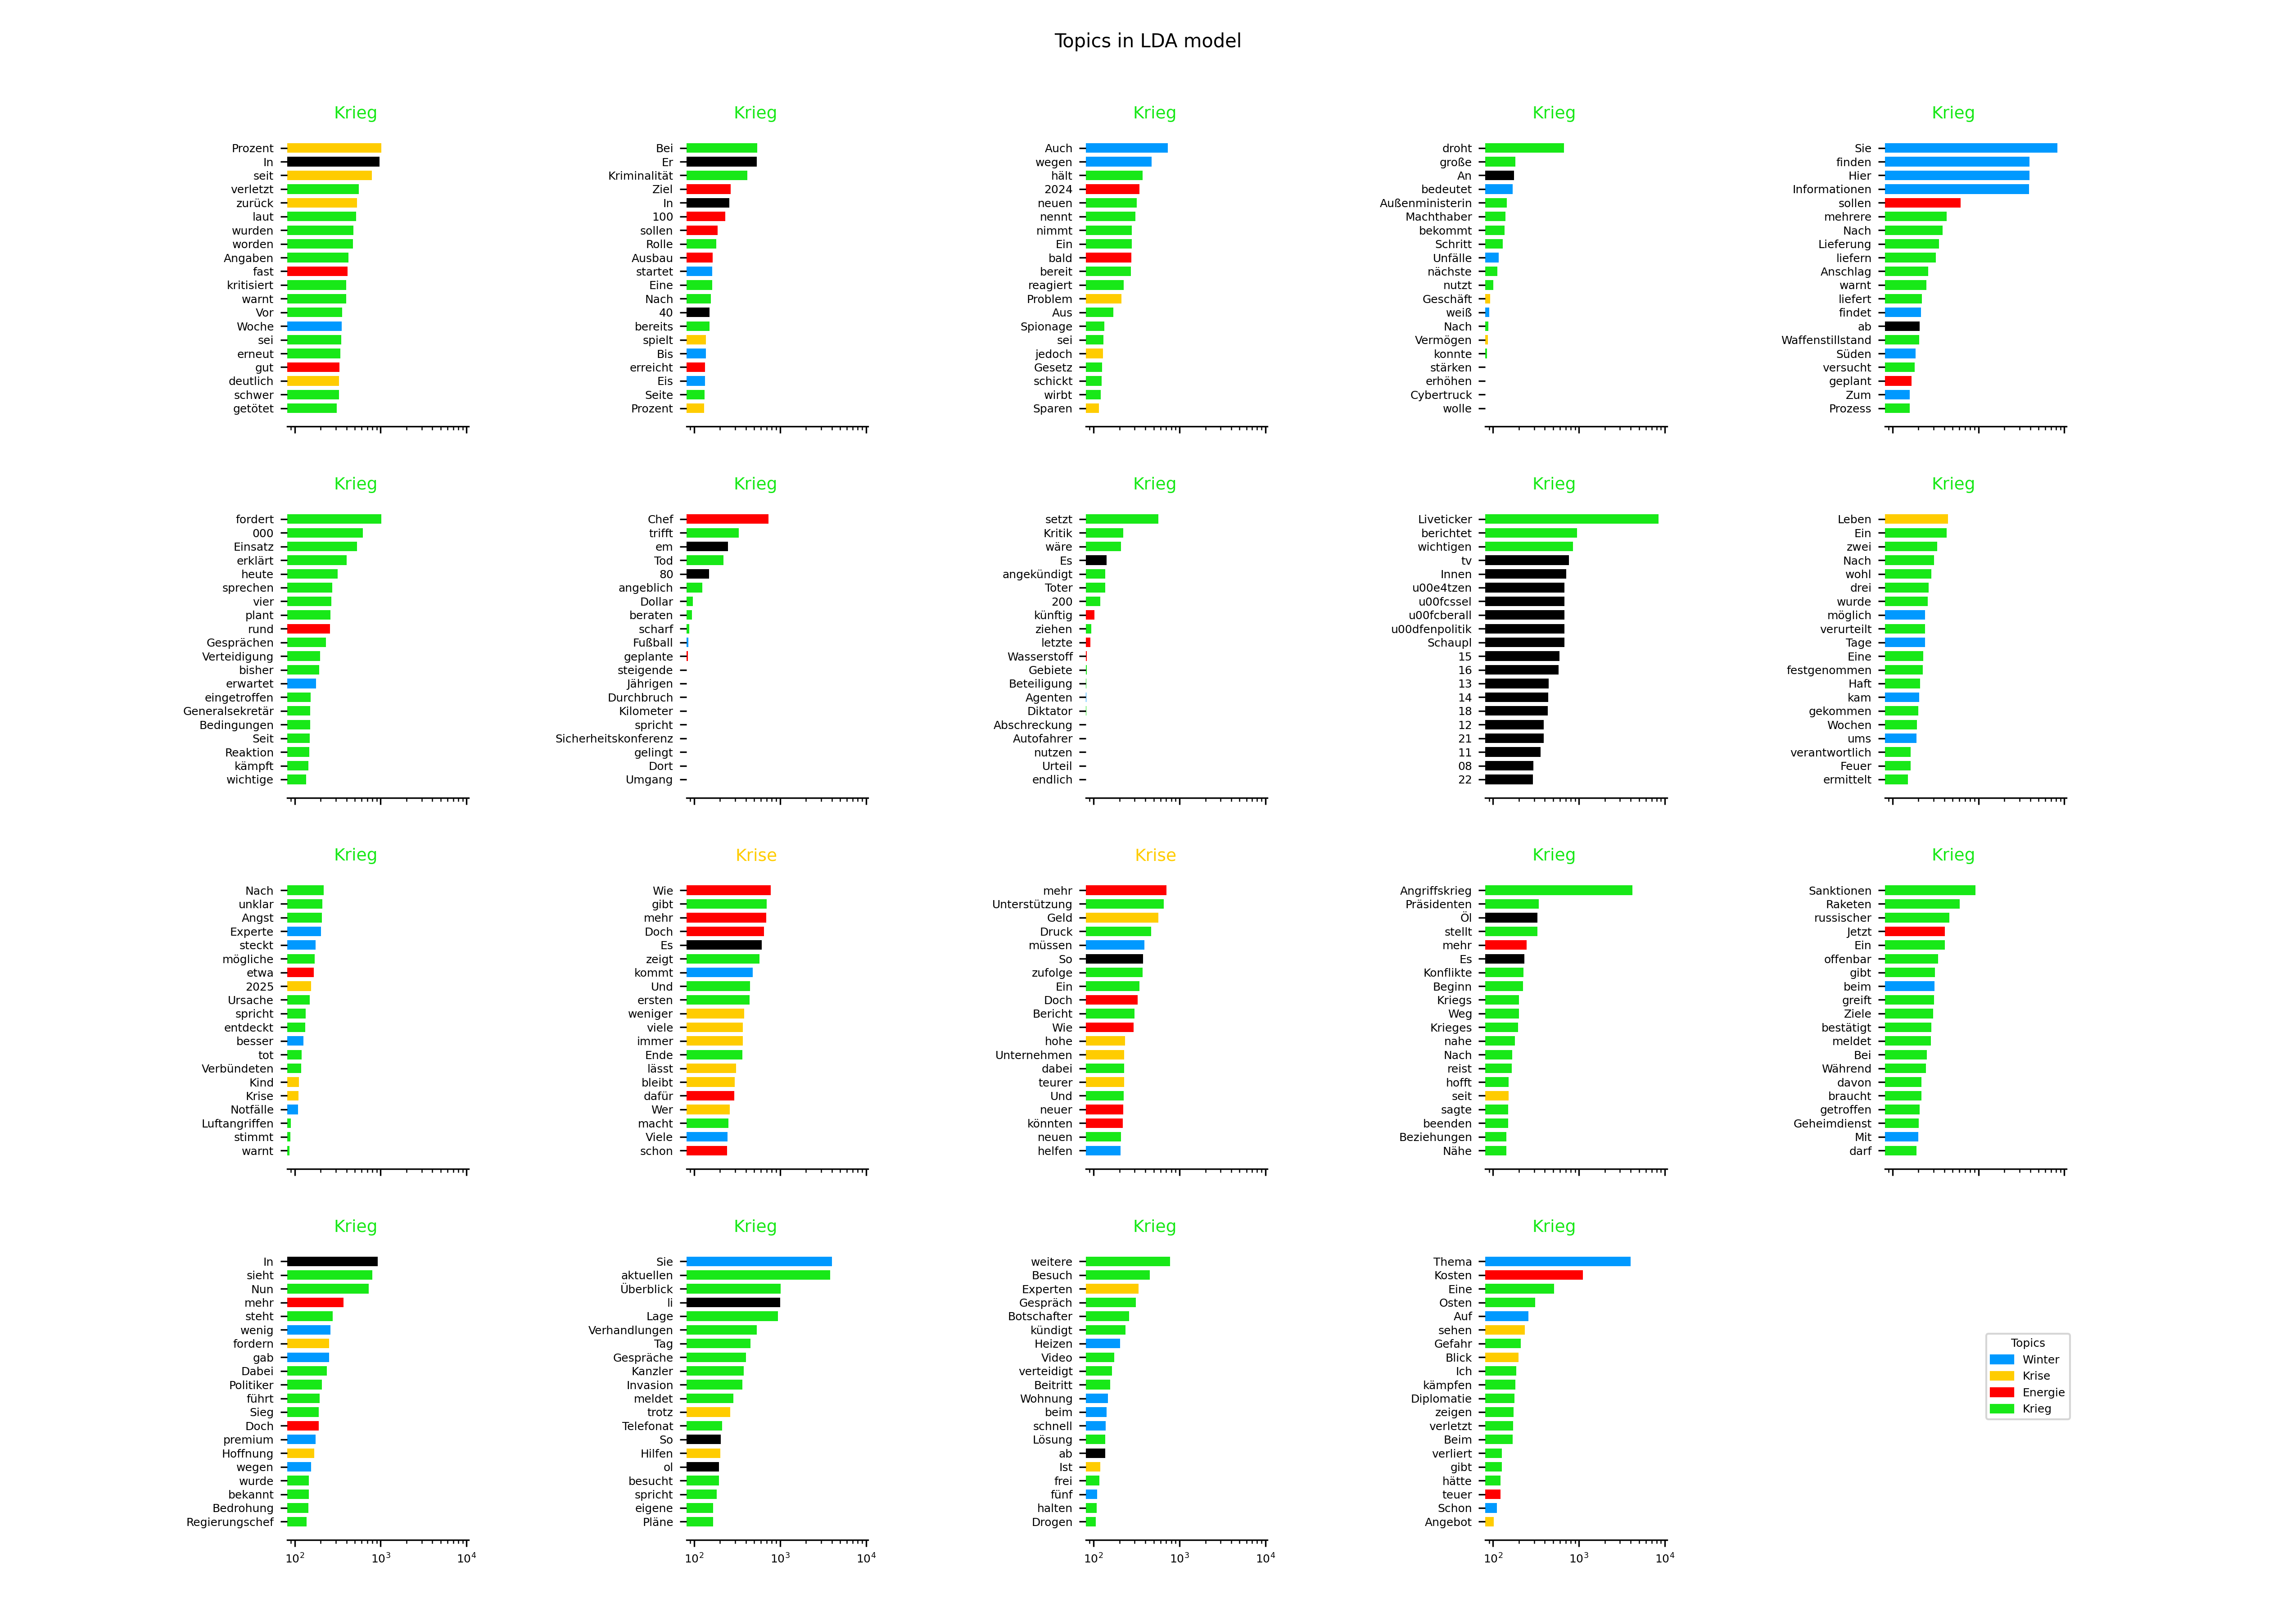 Topics in LDA model
Krieg
Prozent
In
seit
verletzt
zurück
laut
wurden
worden
Angaben
fast
kritisiert
warnt
Vor
Woche
sei
erneut
gut
deutlich
schwer
getötet
Krieg
Bei
Er
Kriminalität
Ziel
In
100
sollen
Rolle
Ausbau
startet
Eine
Nach
40
bereits
spielt
Bis
erreicht
Eis
Seite
Prozent
Krieg
Auch
wegen
hält
2024
neuen
nennt
nimmt
Ein
bald
bereit
reagiert
Problem
Aus
Spionage
sei
jedoch
Gesetz
schickt
wirbt
Sparen
Krieg
droht
große
An
bedeutet
Außenministerin
Machthaber
bekommt
Schritt
Unfälle
nächste
nutzt
Geschäft
weiß
Nach
Vermögen
konnte
stärken
erhöhen
Cybertruck
wolle
Krieg
Sie
finden
Hier
Informationen
sollen
mehrere
Nach
Lieferung
liefern
Anschlag
warnt
liefert
findet
ab
Waffenstillstand
Süden
versucht
geplant
Zum
Prozess
Krieg
fordert
000
Einsatz
erklärt
heute
sprechen
vier
plant
rund
Gesprächen
Verteidigung
bisher
erwartet
eingetroffen
Generalsekretär
Bedingungen
Seit
Reaktion
kämpft
wichtige
Krieg
Chef
trifft
em
Tod
80
angeblich
Dollar
beraten
scharf
Fußball
geplante
steigende
Jährigen
Durchbruch
Kilometer
spricht
Sicherheitskonferenz
gelingt
Dort
Umgang
Krieg
setzt
Kritik
wäre
Es
angekündigt
Toter
200
künftig
ziehen
letzte
Wasserstoff
Gebiete
Beteiligung
Agenten
Diktator
Abschreckung
Autofahrer
nutzen
Urteil
endlich
Krieg
Liveticker
berichtet
wichtigen
tv
Innen
u00e4tzen
u00fcssel
u00fcberall
u00dfenpolitik
Schaupl
15
16
13
14
18
12
21
11
08
22
Krieg
Leben
Ein
zwei
Nach
wohl
drei
wurde
möglich
verurteilt
Tage
Eine
festgenommen
Haft
kam
gekommen
Wochen
ums
verantwortlich
Feuer
ermittelt
Krieg
Nach
unklar
Angst
Experte
steckt
mögliche
etwa
2025
Ursache
spricht
entdeckt
besser
tot
Verbündeten
Kind
Krise
Notfälle
Luftangriffen
stimmt
warnt
Krise
Wie
gibt
mehr
Doch
Es
zeigt
kommt
Und
ersten
weniger
viele
immer
Ende
lässt
bleibt
dafür
Wer
macht
Viele
schon
Krise
mehr
Unterstützung
Geld
Druck
müssen
So
zufolge
Ein
Doch
Bericht
Wie
hohe
Unternehmen
dabei
teurer
Und
neuer
könnten
neuen
helfen
Krieg
Angriffskrieg
Präsidenten
Öl
stellt
mehr
Es
Konflikte
Beginn
Kriegs
Weg
Krieges
nahe
Nach
reist
hofft
seit
sagte
beenden
Beziehungen
Nähe
Krieg
Sanktionen
Raketen
russischer
Jetzt
Ein
offenbar
gibt
beim
greift
Ziele
bestätigt
meldet
Bei
Während
davon
braucht
getroffen
Geheimdienst
Mit
darf
Krieg
In
sieht
Nun
mehr
steht
wenig
fordern
gab
Dabei
Politiker
führt
Sieg
Doch
premium
Hoffnung
wegen
wurde
bekannt
Bedrohung
Regierungschef
10²
10³
10⁴
Krieg
Sie
aktuellen
Überblick
li
Lage
Verhandlungen
Tag
Gespräche
Kanzler
Invasion
meldet
trotz
Telefonat
So
Hilfen
ol
besucht
spricht
eigene
Pläne
10²
10³
10⁴
Krieg
weitere
Besuch
Experten
Gespräch
Botschafter
kündigt
Heizen
Video
verteidigt
Beitritt
Wohnung
beim
schnell
Lösung
ab
Ist
frei
fünf
halten
Drogen
10²
10³
10⁴
Krieg
Thema
Kosten
Eine
Osten
Auf
sehen
Gefahr
Blick
Ich
kämpfen
Diplomatie
zeigen
verletzt
Beim
verliert
gibt
hätte
teuer
Schon
Angebot
10²
10³
10⁴
Topics
Winter
Krise
Energie
Krieg